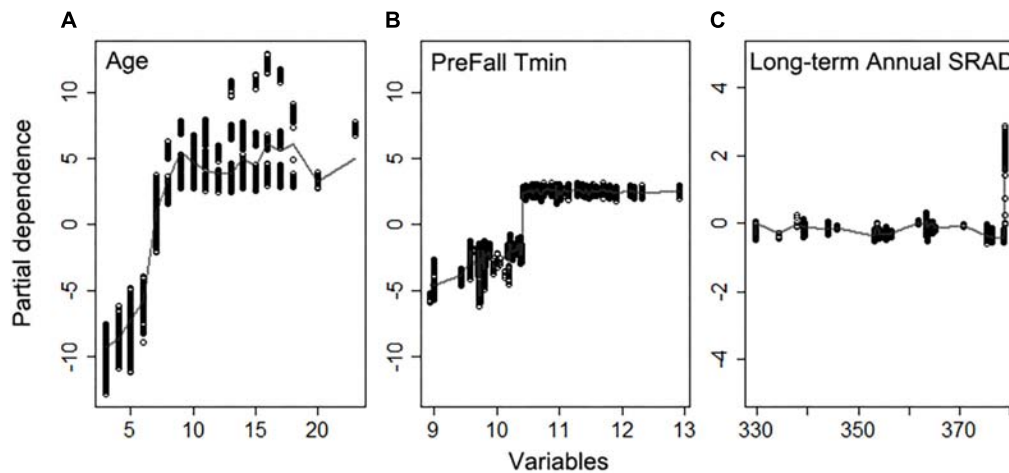 A
B
C
Age
PreFall Tmin
Long-term Annual SRAD
Partial dependence
10
5
0
-5
-10
10
5
0
-5
-10
4
2
0
-2
-4
5 10 15 20
9 10 11 12 13
330 350 370
Variables